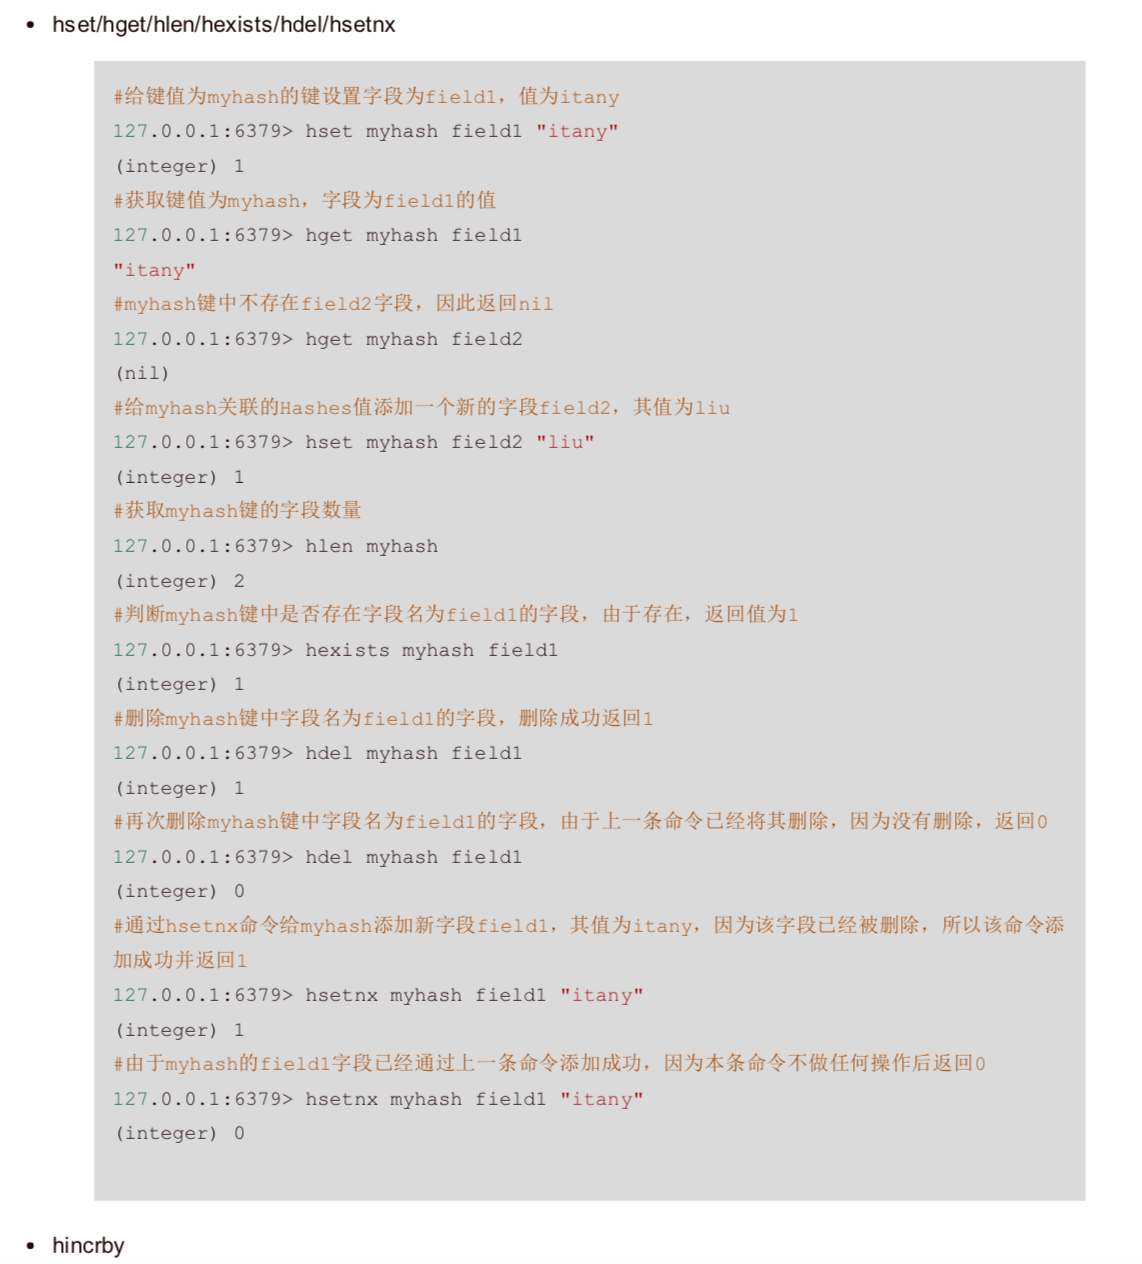 • hset/hget/hlen/hexists/hdel/hsetnx
#给键值为myhash的键设置字段为field1，值为itany
127.0.0.1:6379> hset myhash field1 "itany"
(integer) 1
#获取键值为myhash，字段为field1的值
127.0.0.1:6379> hget myhash field1
"itany"
#myhash键中不存在field2字段，因此返回nil
127.0.0.1:6379> hget myhash field2
(nil)
#给myhash关联的Hashes值添加一个新的字段field2，其值为liu
127.0.0.1:6379> hset myhash field2 "liu"
(integer) 1
#获取myhash键的字段数量
127.0.0.1:6379> hlen myhash
(integer) 2
#判断myhash键中是否存在字段名为field1的字段，由于存在，返回值为1
127.0.0.1:6379> hexists myhash field1
(integer) 1
#删除myhash键中字段名为field1的字段，删除成功返回1
127.0.0.1:6379> hdel myhash field1
(integer) 1
#再次删除myhash键中字段名为field1的字段，由于上一条命令已经将其删除，因为没有删除，返回0
127.0.0.1:6379> hdel myhash field1
(integer) 0
#通过hsetnx命令给myhash添加新字段field1，其值为itany，因为该字段已经被删除，所以该命令添
加成功并返回1
127.0.0.1:6379> hsetnx myhash field1 "itany"
(integer) 1
#由于myhash的field1字段已经通过上一条命令添加成功，因为本条命令不做任何操作后返回0
127.0.0.1:6379> hsetnx myhash field1 "itany"
(integer) 0
• hincrby